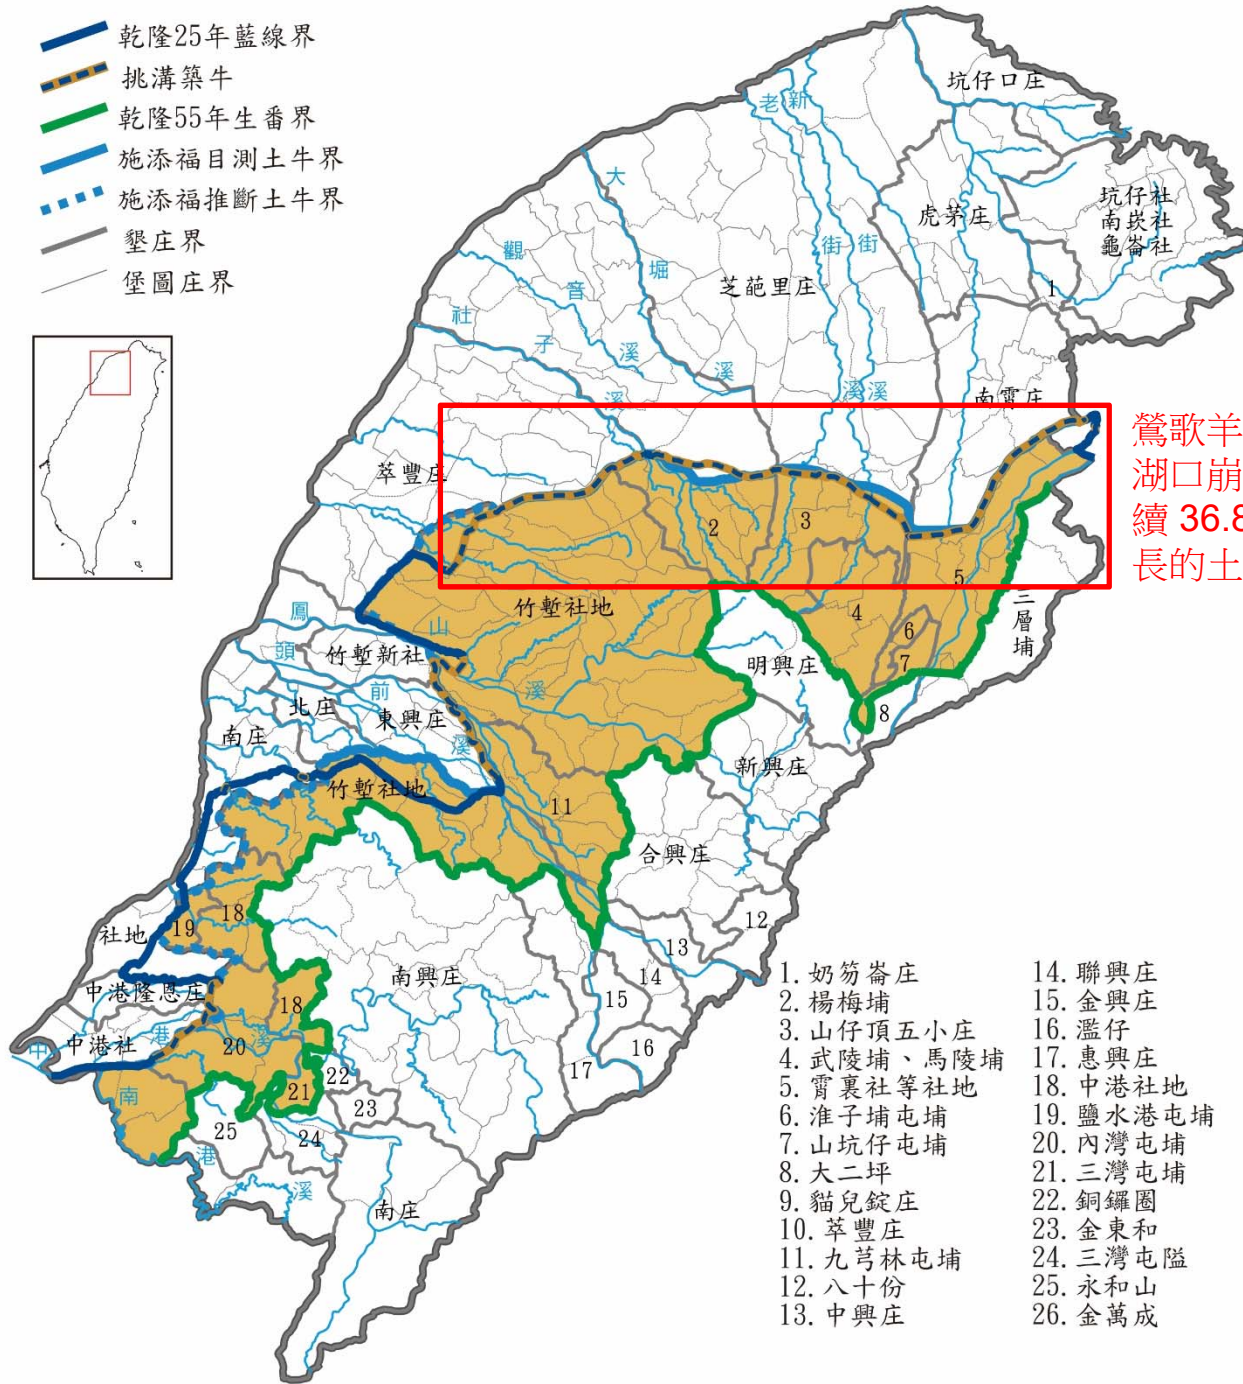 乾隆25年藍線界
挑溝築牛
乾隆55年生番界
施添福目測土牛界
施添福推斷土牛界
墾庄界
堡圖庄界
坑仔口庄
老
新
大
坑仔社
南崁社
龜崙社
虎茅庄
觀
街
街
堀
芝葩里庄
音
1
社
子
溪
溪
溪
溪
溪
南霄庄
鶯歌羊
湖口崩
續 36.8
長的土
萃豐庄
2
3
5
竹塹社地
4
三層埔
鳳
山
6
頭
竹塹新社
明興庄
7
前
溪
北庄
東興庄
8
南庄
溪
新興庄
竹塹社地
11
合興庄
18
12
19
社地
13
南興庄
14
中港隆恩庄
18
15
港
中港社
溪
16
中
20
22
17
南
21
23
25
24
港
溪
南庄
1. 奶笏崙庄
2. 楊梅埔
3. 山仔頂五小庄
4. 武陵埔、馬陵埔
5. 霄裏社等社地
6. 淮子埔屯埔
7. 山坑仔屯埔
8. 大二坪
9. 貓兒錠庄
10. 萃豐庄
11. 九芎林屯埔
12. 八十份
13. 中興庄
14. 聯興庄
15. 金興庄
16. 濫仔
17. 惠興庄
18. 中港社地
19. 鹽水港屯埔
20. 內灣屯埔
21. 三灣屯埔
22. 銅鑼圈
23. 金東和
24. 三灣屯隘
25. 永和山
26. 金萬成